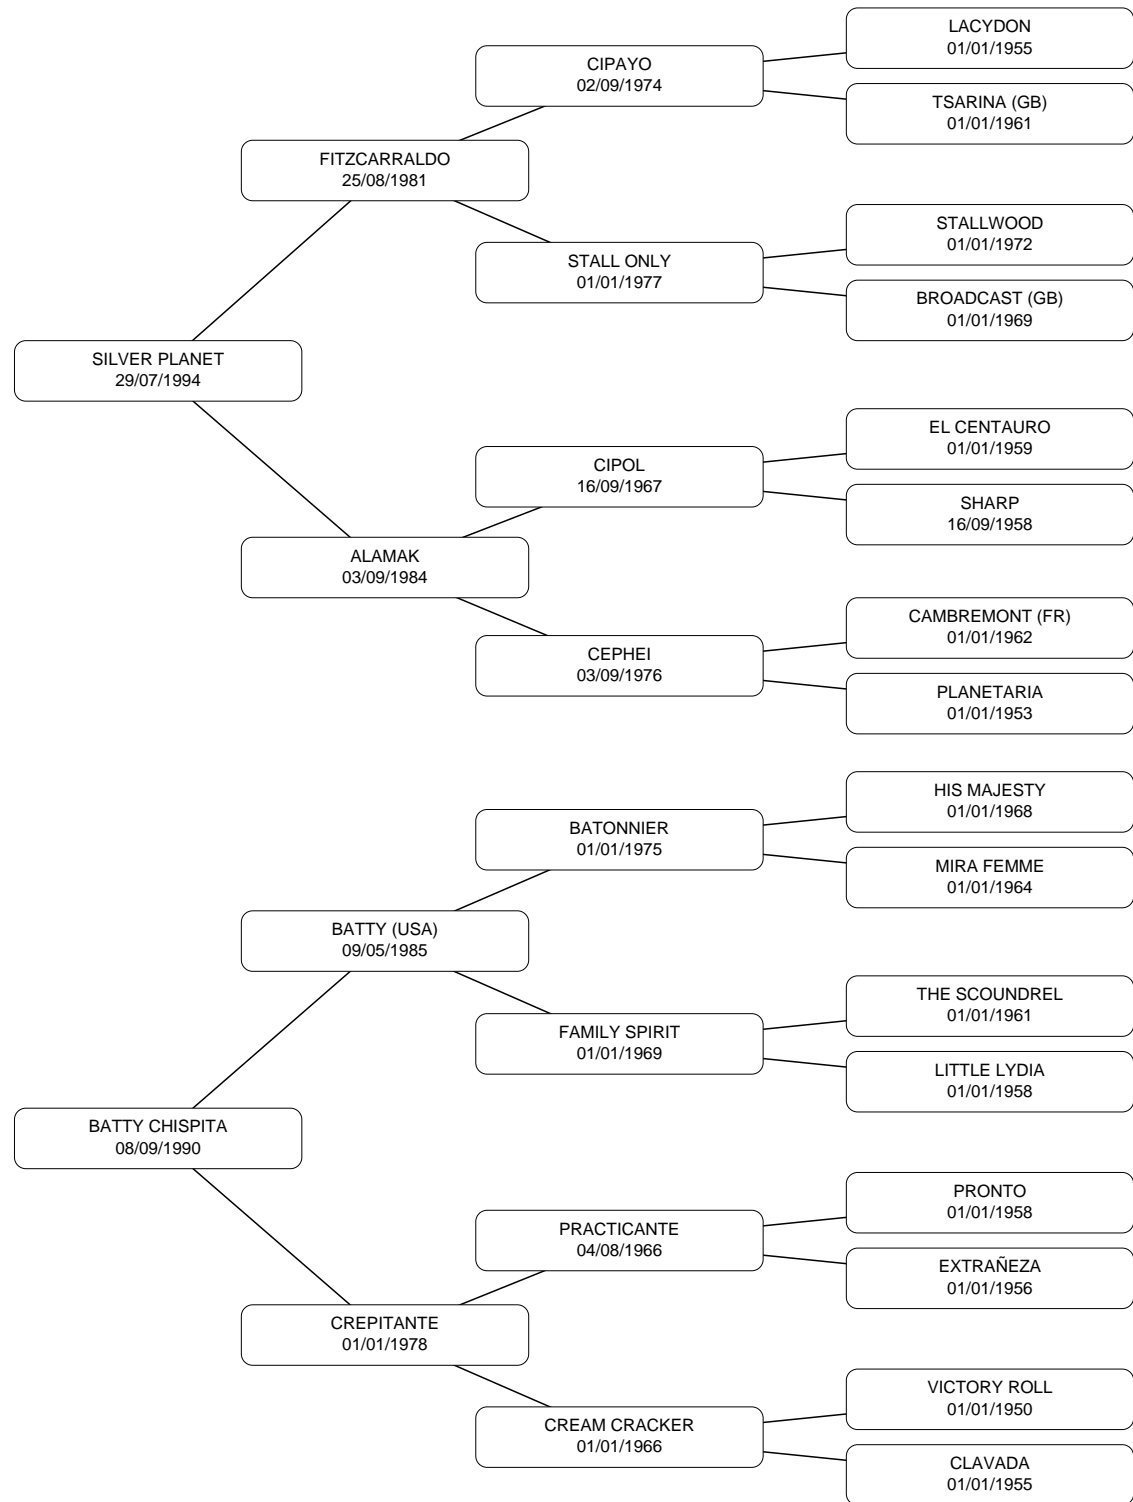 LACYDON
01/01/1955
CIPAYO
02/09/1974
TSARINA (GB)
01/01/1961
FITZCARRALDO
25/08/1981
STALLWOOD
01/01/1972
STALL ONLY
01/01/1977
BROADCAST (GB)
01/01/1969
SILVER PLANET
29/07/1994
EL CENTAURO
01/01/1959
CIPOL
16/09/1967
SHARP
16/09/1958
ALAMAK
03/09/1984
CAMBREMONT (FR)
01/01/1962
CEPHEI
03/09/1976
PLANETARIA
01/01/1953
HIS MAJESTY
01/01/1968
BATONNIER
01/01/1975
MIRA FEMME
01/01/1964
BATTY (USA)
09/05/1985
THE SCOUNDREL
01/01/1961
FAMILY SPIRIT
01/01/1969
LITTLE LYDIA
01/01/1958
BATTY CHISPITA
08/09/1990
PRONTO
01/01/1958
PRACTICANTE
04/08/1966
EXTRAÑEZA
01/01/1956
CREPITANTE
01/01/1978
VICTORY ROLL
01/01/1950
CREAM CRACKER
01/01/1966
CLAVADA
01/01/1955